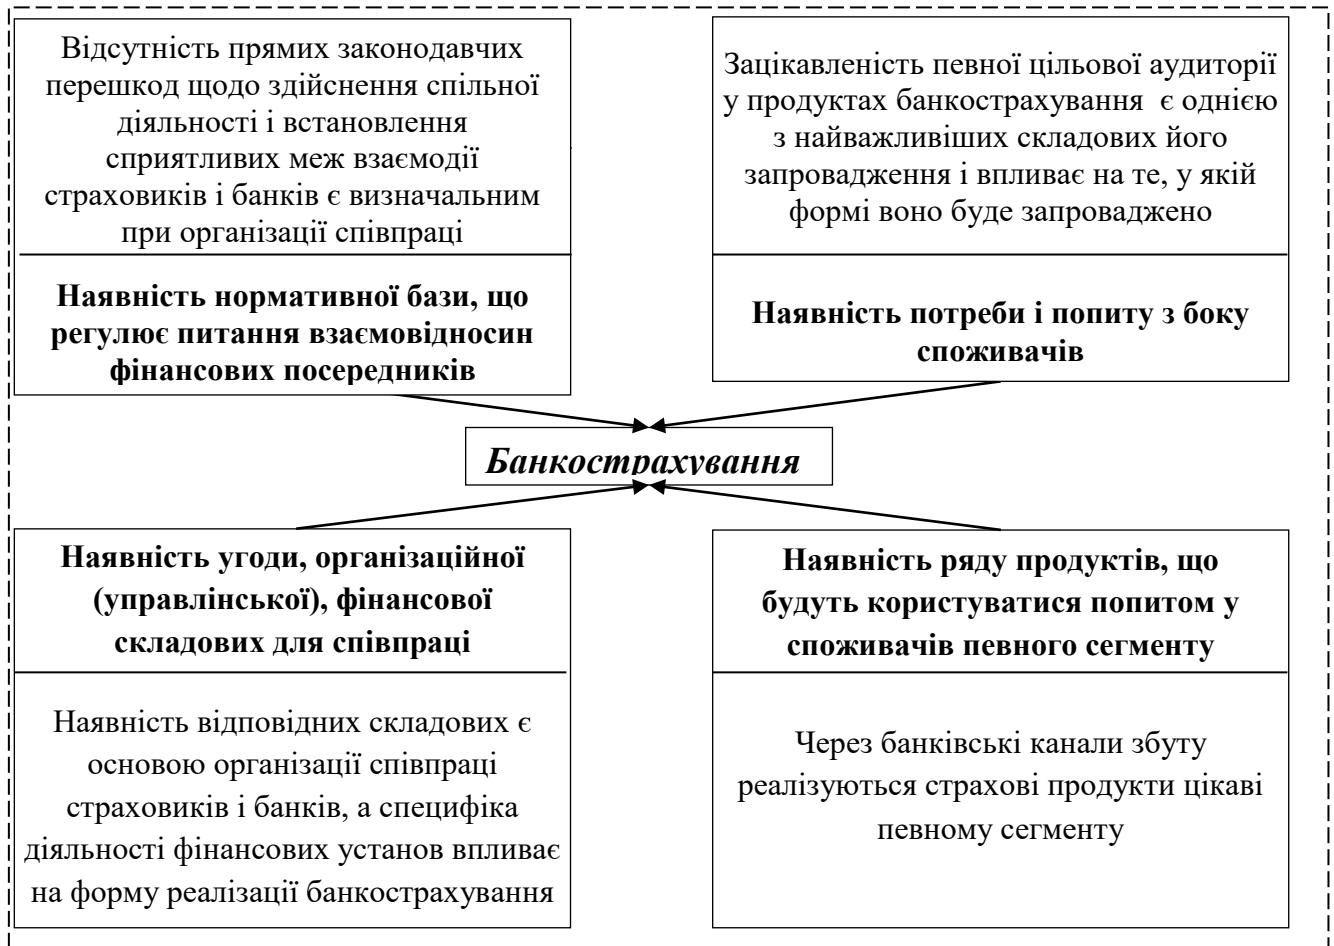 Відсутність прямих законодавчих
перешкод щодо здійснення спільної
діяльності і встановлення
сприятливих меж взаємодії
страховиків і банків є визначальним
при організації співпраці
Наявність нормативної бази, що
регулює питання взаємовідносин
фінансових посередників
Зацікавленість певної цільової аудиторії
у продуктах банкострахування є однією
з найважливіших складових його
запровадження і впливає на те, у якій
формі воно буде запроваджено
Наявність потреби і попиту з боку
споживачів
Банкострахування
Наявність угоди, організаційної
(управлінської), фінансової
складових для співпраці
Наявність відповідних складових є
основою організації співпраці
страховиків і банків, а специфіка
діяльності фінансових установ впливає
на форму реалізації банкострахування
Наявність ряду продуктів, що
будуть користуватися попитом у
споживачів певного сегменту
Через банківські канали збуту
реалізуються страхові продукти цікаві
певному сегменту